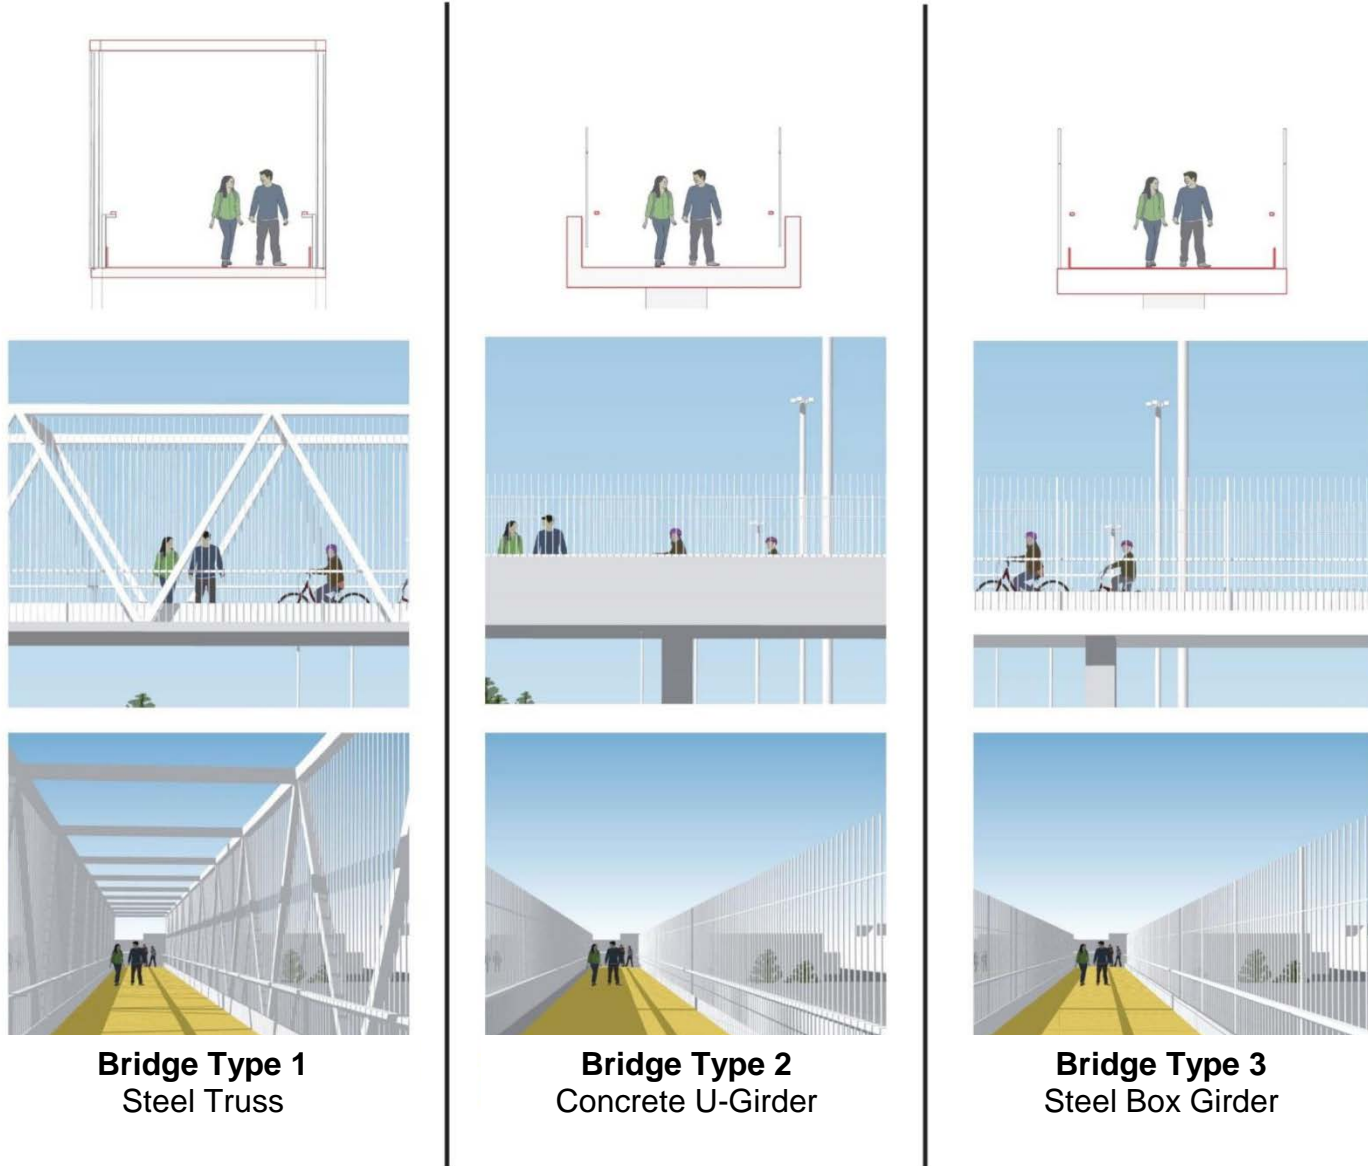 Bridge Type 1
Steel Truss
Bridge Type 2
Concrete U-Girder
Bridge Type 3
Steel Box Girder